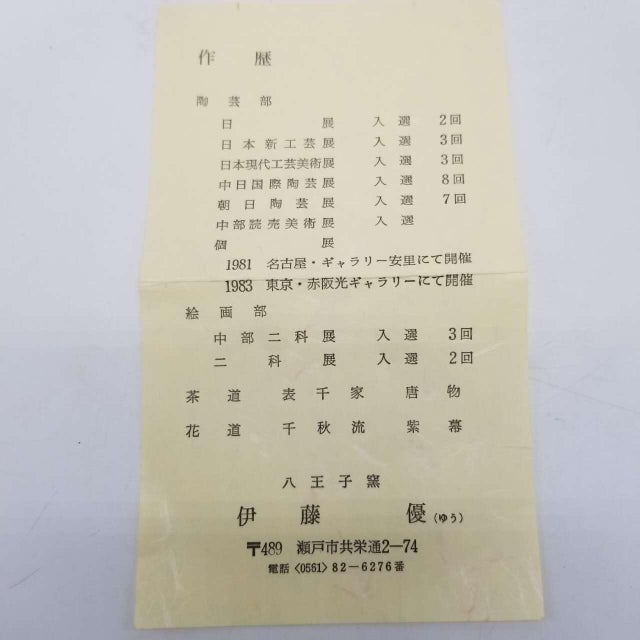 作歴
陶芸部
日展 入選 2回
日本新工芸展 入選 3回
日本現代工芸美術展 入選 3回
中日国際陶芸展 入選 8回
朝日陶芸展 入選 7回
中部読売美術展 入選
個展
1981 名古屋・ギャラリー安里にて開催
1983 東京・赤阪光ギャラリーにて開催
絵画部
中部二科展 入選 3回
二科展 入選 2回
茶道 表千家 唐物
花道 千秋流 紫幕
八王子窯
伊藤 優(ゆう)
〒489 瀬戸市共栄通2—74
電話〈0561〉82—6276番